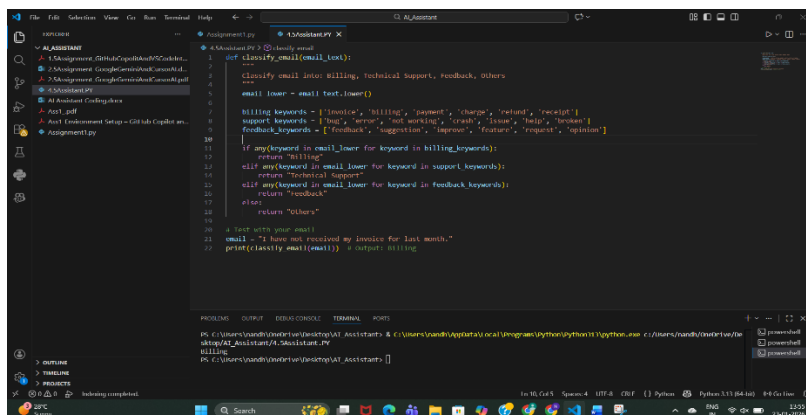 File Edit Selection View Go Run Terminal Help
AI_Assistant
EXPLORER
Assignment1.py
4.5Assistant.PY
AI_ASSISTANT
1.5Assignment_GitHubCopilotAndVSCodeInt...
2.5Assignment_GoogleGeminiAndCursorAI.d...
2.5Assignment_GoogleGeminiAndCursorAI.pdf
4.5Assistant.PY
AI Assistant Coding.docx
Ass1_.pdf
Ass1 Environment Setup – GitHub Copilot an...
Assignment1.py
4.5Assistant.PY > classify_email
1 def classify_email(email_text):
2 """
3 Classify email into: Billing, Technical Support, Feedback, Others
4 """
5 email_lower = email_text.lower()
6
7 billing_keywords = ['invoice', 'billing', 'payment', 'charge', 'refund', 'receipt']
8 support_keywords = ['bug', 'error', 'not working', 'crash', 'issue', 'help', 'broken']
9 feedback_keywords = ['feedback', 'suggestion', 'improve', 'feature', 'request', 'opinion']
10
11 if any(keyword in email_lower for keyword in billing_keywords):
12 return "Billing"
13 elif any(keyword in email_lower for keyword in support_keywords):
14 return "Technical Support"
15 elif any(keyword in email_lower for keyword in feedback_keywords):
16 return "Feedback"
17 else:
18 return "Others"
19
20 # Test with your email
21 email = "I have not received my invoice for last month."
22 print(classify_email(email)) # Output: Billing
PROBLEMS OUTPUT DEBUG CONSOLE TERMINAL PORTS
PS C:\Users\nandh\OneDrive\Desktop\AI_Assistant> & C:\Users\nandh\AppData\Local\Programs\Python\Python313\python.exe c:/Users/nandh/OneDrive/De
sktop/AI_Assistant/4.5Assistant.PY
Billing
PS C:\Users\nandh\OneDrive\Desktop\AI_Assistant>
powershell
powershell
powershell
OUTLINE
TIMELINE
PROJECTS
0 0 Indexing completed.
Ln 10, Col 5 Spaces: 4 UTF-8 CRLF {} Python Python 3.13 (64-bit) Go Live
28°C
Sunny
Search
ENG
IN
13:55